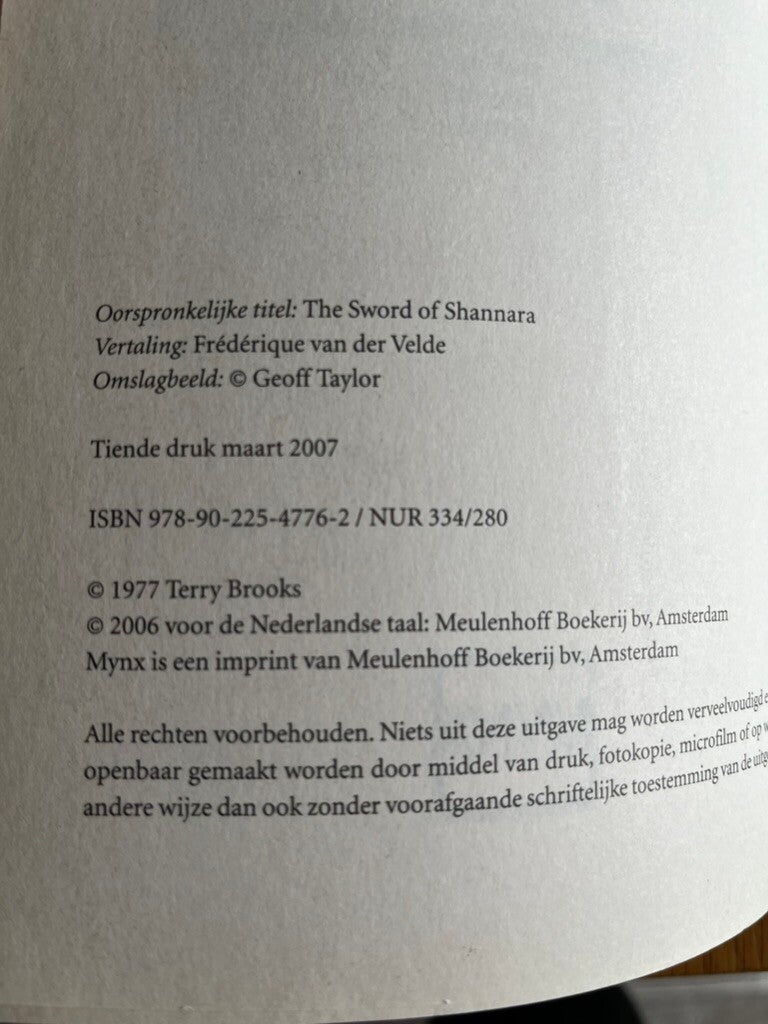 Oorspronkelijke titel: The Sword of Shannara
Vertaling: Frédérique van der Velde
Omslagbeeld: © Geoff Taylor
Tiende druk maart 2007
ISBN 978-90-225-4776-2 / NUR 334/280
© 1977 Terry Brooks
© 2006 voor de Nederlandse taal: Meulenhoff Boekerij bv, Amsterdam
Mynx is een imprint van Meulenhoff Boekerij bv, Amsterdam
Alle rechten voorbehouden. Niets uit deze uitgave mag worden verveelvoudigd
openbaar gemaakt worden door middel van druk, fotokopie, microfilm of op
andere wijze dan ook zonder voorafgaande schriftelijke toestemming van de